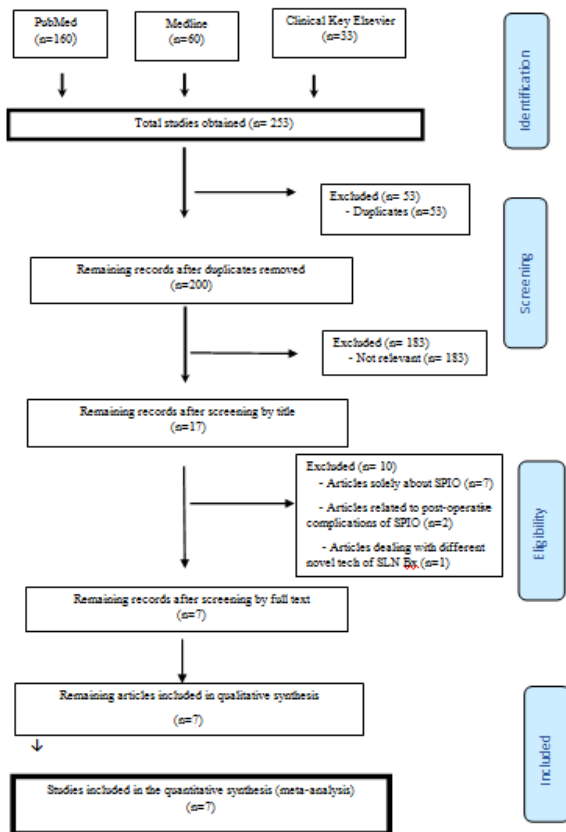 PubMed
(n=160)
Medline
(n=60)
Clinical Key Elsevier
(n=33)
Identification
Total studies obtained (n= 253)
Excluded (n= 53)
- Duplicates (n=53)
Screening
Remaining records after duplicates removed
(n=200)
Excluded (n= 183)
- Not relevant (n= 183)
Remaining records after screening by title
(n=17)
Excluded (n= 10)
- Articles solely about SPIO (n=7)
- Articles related to post-operative
complications of SPIO (n=2)
- Articles dealing with different
novel tech of SLN Bx (n=1)
Eligibility
Remaining records after screening by full text
(n=7)
Remaining articles included in qualitative synthesis
(n=7)
Included
Studies included in the quantitative synthesis (meta-analysis)
(n=7)